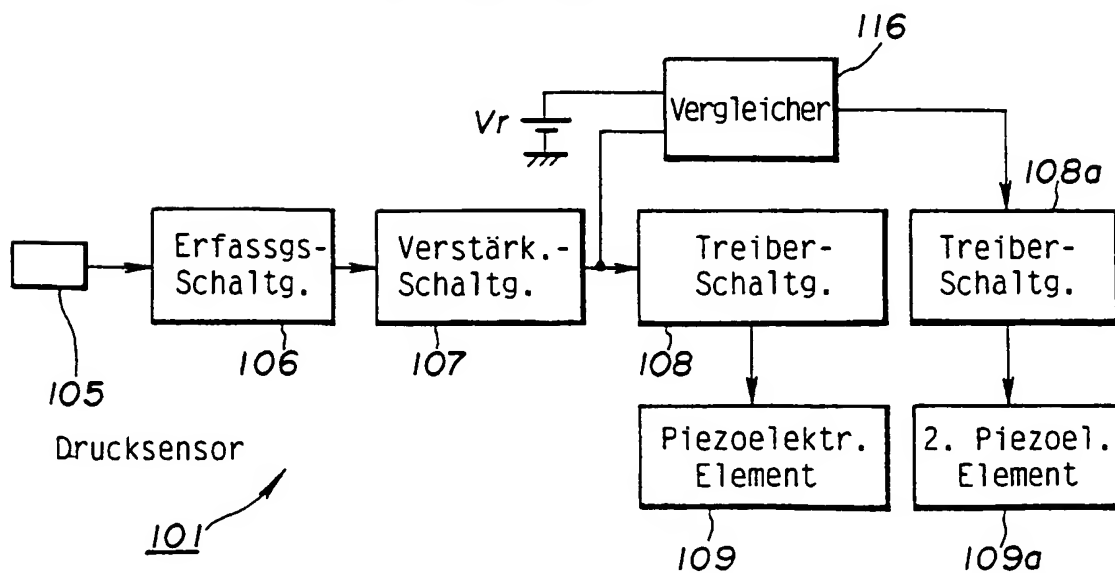 116
Vergleicher
Vr
108a
Erfassgs-
Schaltg.
Verstärk.-
Schaltg.
Treiber-
Schaltg.
Treiber-
Schaltg.
105
106
107
108
Drucksensor
Piezoelektr.
Element
2. Piezoel.
Element
101
109
109a